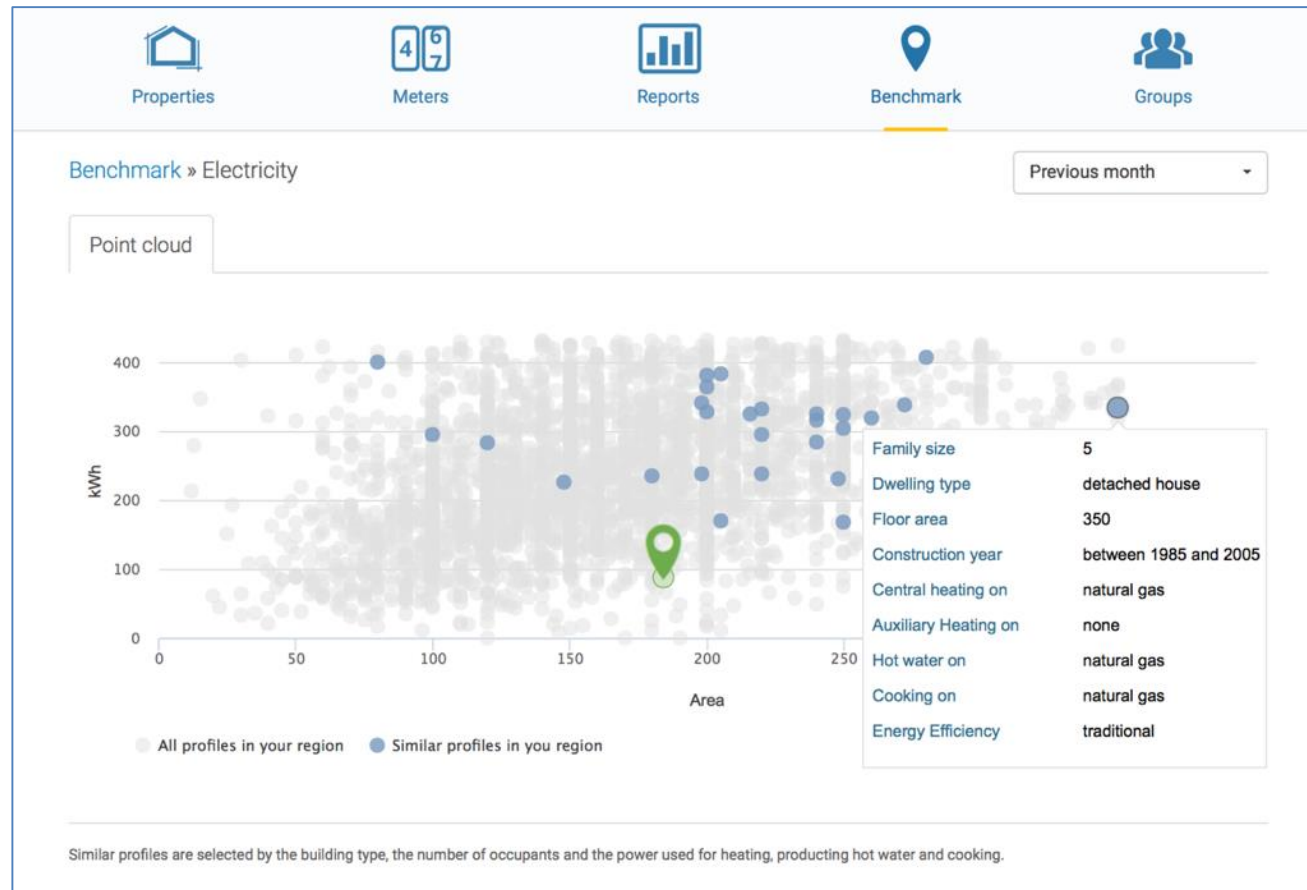 4 6 7
Properties Meters Reports Benchmark Groups
Benchmark » Electricity
Previous month
Point cloud
kWh
400
300
200
100
0
0 50 100 150 200 250
Area
Family size 5
Dwelling type detached house
Floor area 350
Construction year between 1985 and 2005
Central heating on natural gas
Auxiliary Heating on none
Hot water on natural gas
Cooking on natural gas
Energy Efficiency traditional
All profiles in your region Similar profiles in you region
Similar profiles are selected by the building type, the number of occupants and the power used for heating, producting hot water and cooking.